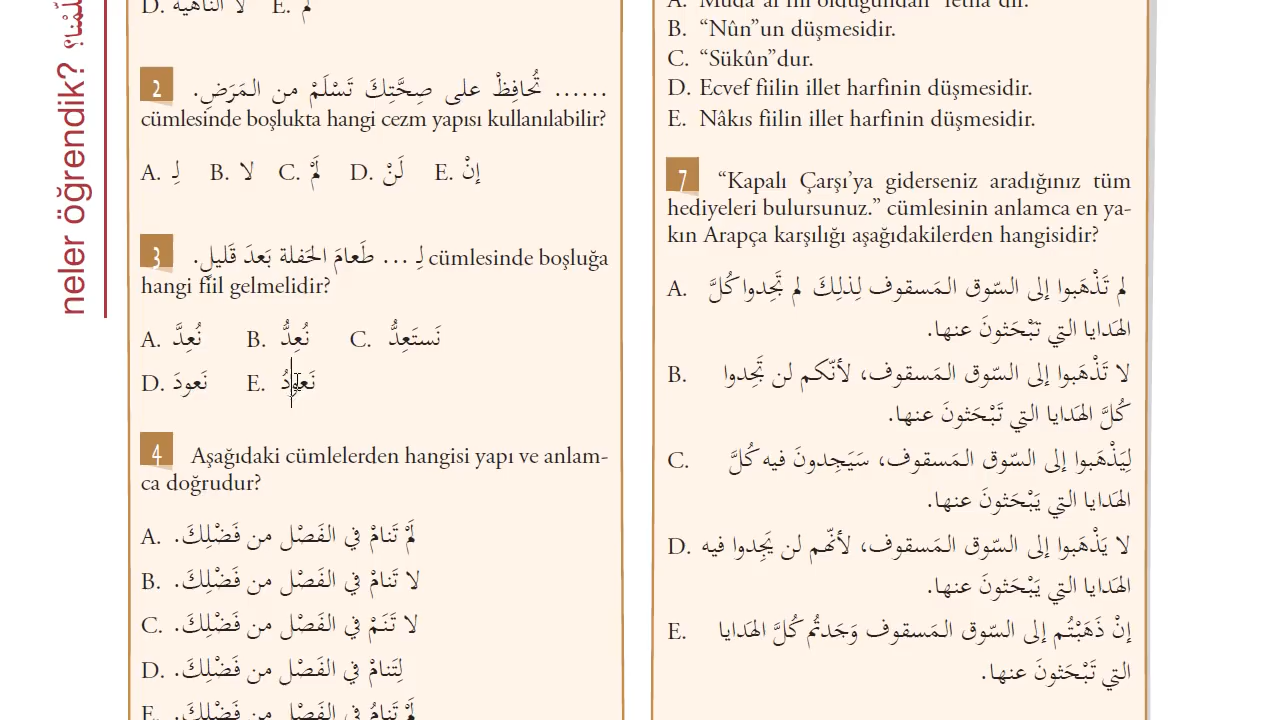 neler öğrendik?
D. لا الناهية E. لَم
2 ...... تُحافِظْ على صِحَّتِكَ تَسْلَمْ من المَرَضِ.
cümlesinde boşlukta hangi cezm yapısı kullanılabilir?
A. لِـ B. لا C. لَمَّ D. لَنْ E. إنْ
3 لِـ ... طَعامَ الحَفلة بَعدَ قَليلٍ. cümlesinde boşluğa
hangi fiil gelmelidir?
A. نُعِدَّ B. نُعِدُّ C. نَستَعِدُّ
D. نَعودَ E. نَعودُ
4 Aşağıdaki cümlelerden hangisi yapı ve anlam-
ca doğrudur?
A. لَمَّ تَنامْ في الفَصْل من فَضْلِكَ.
B. لا تَنامْ في الفَصْل من فَضْلِكَ.
C. لا تَنَمْ في الفَصْل من فَضْلِكَ.
D. لِتَنامْ في الفَصْل من فَضْلِكَ.
E. لَمَّ تَنامُ في الفَصْل من فَضْلِكَ.
B. “Nûn”un düşmesidir.
C. “Sükûn”dur.
D. Ecvef fiilin illet harfinin düşmesidir.
E. Nâkıs fiilin illet harfinin düşmesidir.
7 “Kapalı Çarşı’ya giderseniz aradığınız tüm
hediyeleri bulursunuz.” cümlesinin anlamca en ya-
kın Arapça karşılığı aşağıdakilerden hangisidir?
A. لم تَذْهَبوا إلى السّوق المَسقوف لِذلِكَ لم تَجِدوا كُلَّ
الهَدايا التي تَبْحَثونَ عنها.
B. لا تَذْهَبوا إلى السّوق المَسقوف، لأنّكم لن تَجِدوا
كُلَّ الهَدايا التي تَبْحَثونَ عنها.
C. لِيَذْهَبوا إلى السّوق المَسقوف، سَيَجِدونَ فيه كُلَّ
الهَدايا التي يَبْحَثونَ عنها.
D. لا يَذْهَبوا إلى السّوق المَسقوف، لأنّهم لن يَجِدوا فيه
الهَدايا التي يَبْحَثونَ عنها.
E. إنْ ذَهَبْتُم إلى السّوق المَسقوف وَجَدتُم كُلَّ الهَدايا
التي تَبْحَثونَ عنها.